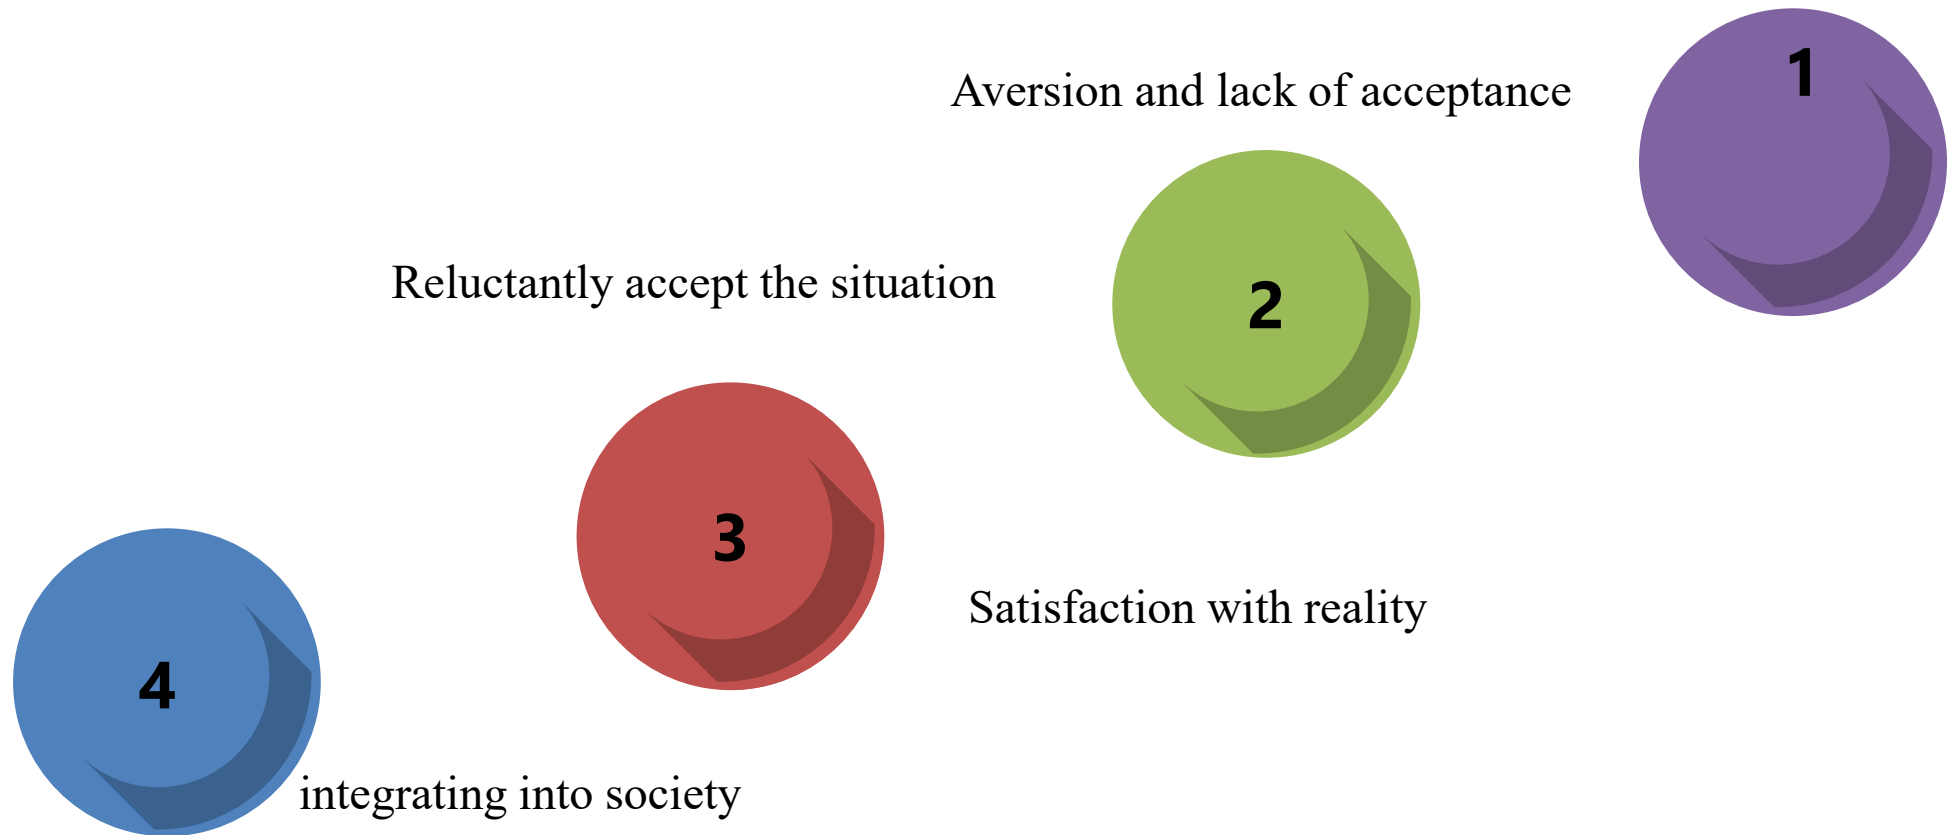 1
Aversion and lack of acceptance
2
Reluctantly accept the situation
3
Satisfaction with reality
4
integrating into society